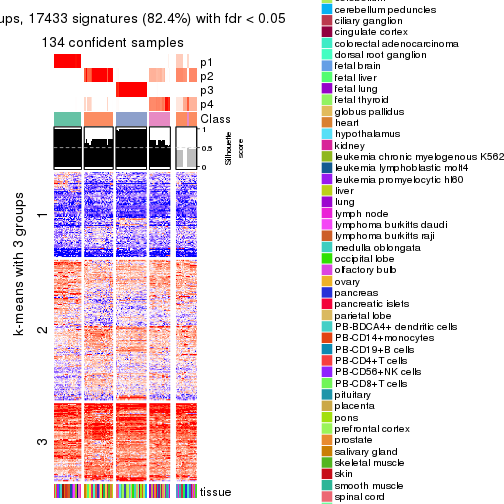 ups, 17433 signatures (82.4%) with fdr < 0.05
134 confident samples
p1
p2
p3
p4
Class
1
0.5
0
Silhouette
score
k-means with 3 groups
1
2
3
tissue
cerebellum peduncles
ciliary ganglion
cingulate cortex
colorectal adenocarcinoma
dorsal root ganglion
fetal brain
fetal liver
fetal lung
fetal thyroid
globus pallidus
heart
hypothalamus
kidney
leukemia chronic myelogenous K562
leukemia lymphoblastic molt4
leukemia promyelocytic hl60
liver
lung
lymph node
lymphoma burkitts daudi
lymphoma burkitts raji
medulla oblongata
occipital lobe
olfactory bulb
ovary
pancreas
pancreatic islets
parietal lobe
PB-BDCA4+ dendritic cells
PB-CD14+monocytes
PB-CD19+B cells
PB-CD4+T cells
PB-CD56+NK cells
PB-CD8+T cells
pituitary
placenta
pons
prefrontal cortex
prostate
salivary gland
skeletal muscle
skin
smooth muscle
spinal cord